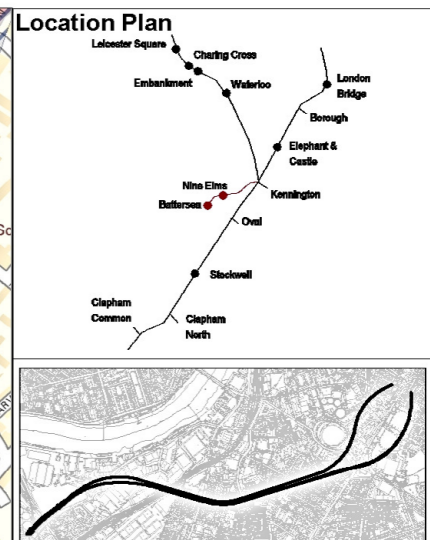 Location Plan
Leicester Square
Charing Cross
Embankment
Waterloo
London
Bridge
Borough
Elephant &
Castle
Nine Elms
Kennington
Battersea
Oval
Stockwell
Clapham
Common
Clapham
North